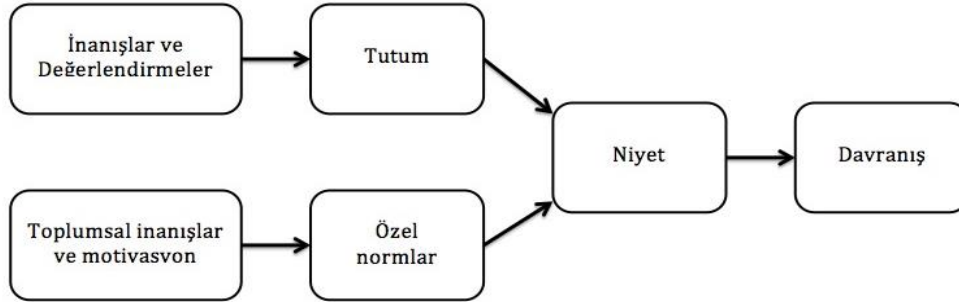 İnanışlar ve
Değerlendirmeler
Tutum
Niyet
Davranış
Toplumsal inanışlar
ve motivasvon
Özel
normlar